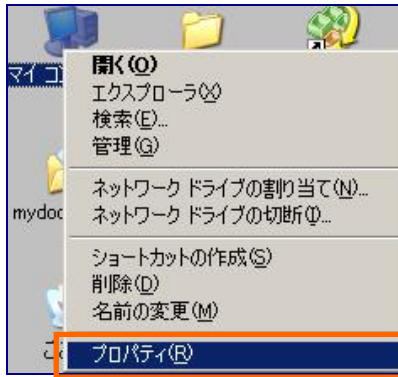 マイ コ
開く(O)
エクスプローラ(X)
検索(E)...
管理(G)
ネットワーク ドライブの割り当て(N)...
ネットワーク ドライブの切断(I)...
mydoc
ショートカットの作成(S)
削除(D)
名前の変更(M)
プロパティ(R)